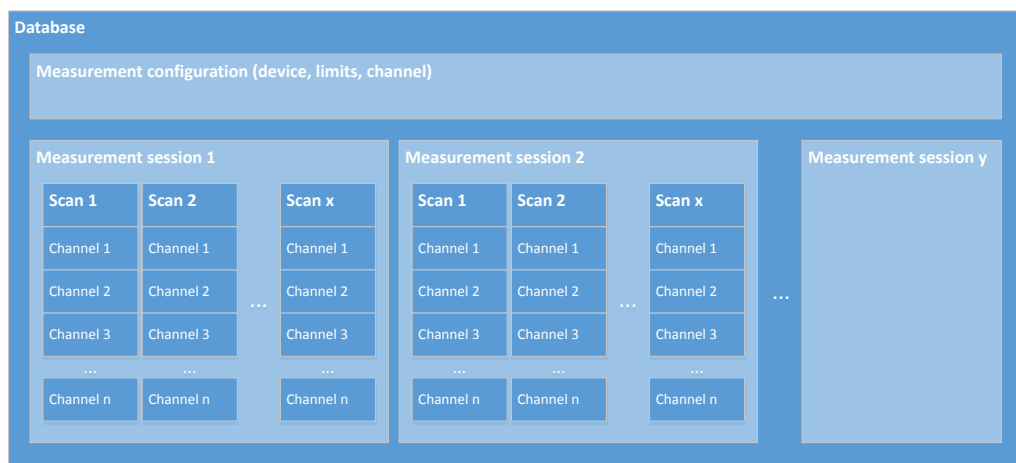 Database
Measurement configuration (device, limits, channel)
Measurement session 1
Scan 1
Channel 1
Channel 2
Channel 3
...
Channel n
Scan 2
Channel 1
Channel 2
Channel 3
...
Channel n
...
Scan x
Channel 1
Channel 2
Channel 3
...
Channel n
Measurement session 2
Scan 1
Channel 1
Channel 2
Channel 3
...
Channel n
Scan 2
Channel 1
Channel 2
Channel 3
...
Channel n
...
Scan x
Channel 1
Channel 2
Channel 3
...
Channel n
...
Measurement session y